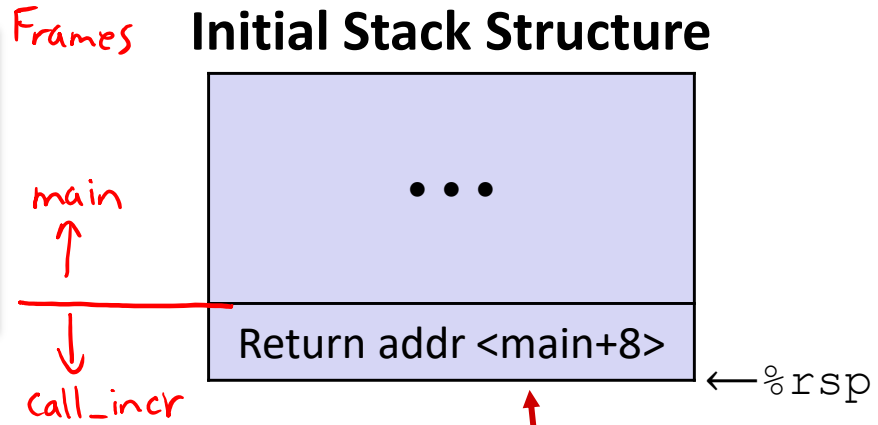 Frames Initial Stack Structure
• • •
main
Return addr <main+8>
←%rsp
call_incr